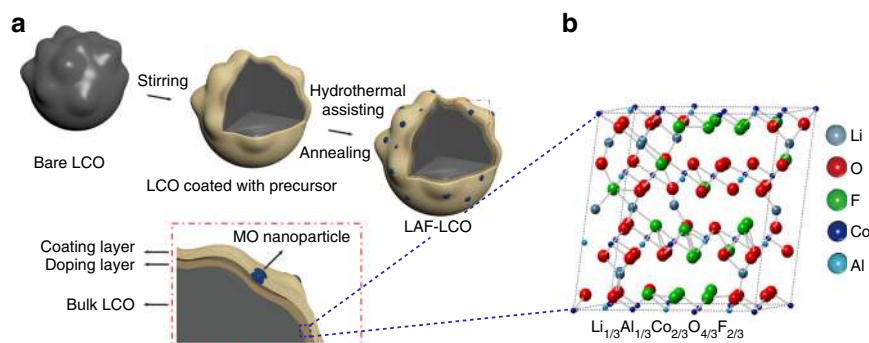 a
Bare LCO
Stirring
LCO coated with precursor
Hydrothermal
assisting
Annealing
LAF-LCO
MO nanoparticle
Coating layer
Doping layer
Bulk LCO
b
Li
O
F
Co
Al
Li1/3Al1/3Co2/3O4/3F2/3